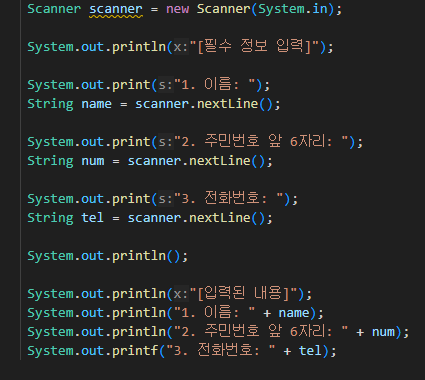 Scanner scanner = new Scanner(System.in);
System.out.println(x:"[필수 정보 입력]");
System.out.print(s:"1. 이름: ");
String name = scanner.nextLine();
System.out.print(s:"2. 주민번호 앞 6자리: ");
String num = scanner.nextLine();
System.out.print(s:"3. 전화번호: ");
String tel = scanner.nextLine();
System.out.println();
System.out.println(x:"[입력된 내용]");
System.out.println("1. 이름: " + name);
System.out.println("2. 주민번호 앞 6자리: " + num);
System.out.printf("3. 전화번호: " + tel);